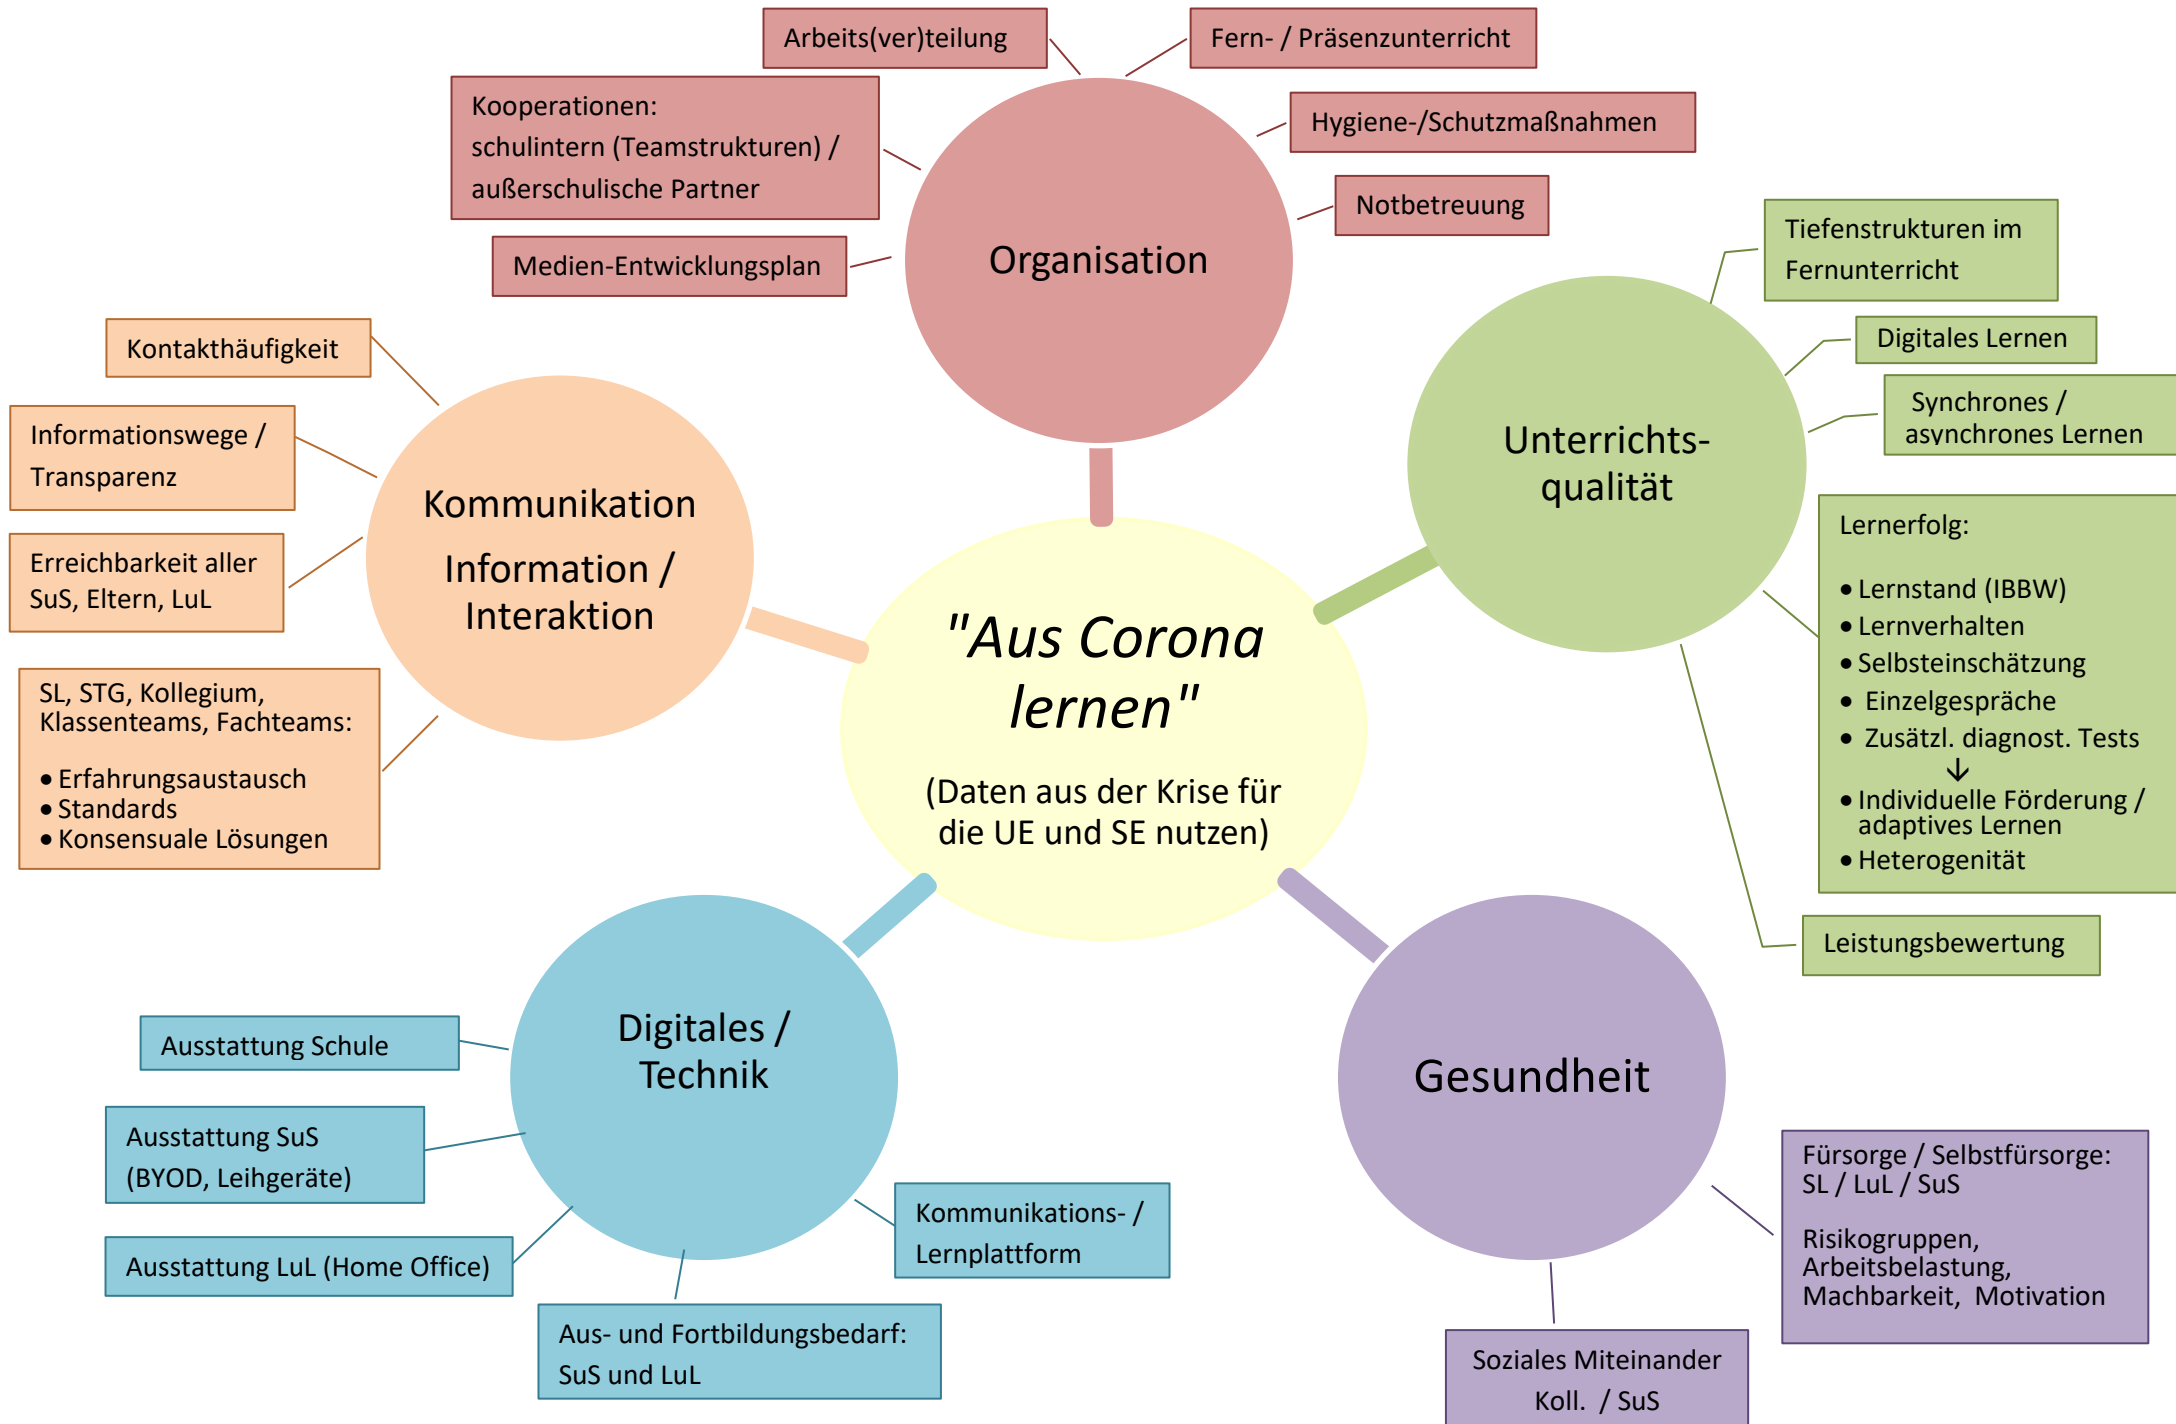 Arbeits(ver)teilung
Fern- / Präsenzunterricht
Kooperationen:
schulintern (Teamstrukturen) /
außerschulische Partner
Hygiene-/Schutzmaßnahmen
Notbetreuung
Medien-Entwicklungsplan
Organisation
Tiefenstrukturen im
Fernunterricht
Digitales Lernen
Synchrones /
asynchrones Lernen
Unterrichts-
qualität
Lernerfolg:
• Lernstand (IBBW)
• Lernverhalten
• Selbsteinschätzung
• Einzelgespräche
• Zusätzl. diagnost. Tests
↓
• Individuelle Förderung /
adaptives Lernen
• Heterogenität
Leistungsbewertung
Kontakthäufigkeit
Informationswege /
Transparenz
Erreichbarkeit aller
SuS, Eltern, LuL
Kommunikation
Information /
Interaktion
SL, STG, Kollegium,
Klassenteams, Fachteams:
• Erfahrungsaustausch
• Standards
• Konsensuale Lösungen
"Aus Corona
lernen"
(Daten aus der Krise für
die UE und SE nutzen)
Digitales /
Technik
Ausstattung Schule
Ausstattung SuS
(BYOD, Leihgeräte)
Ausstattung LuL (Home Office)
Kommunikations- /
Lernplattform
Aus- und Fortbildungsbedarf:
SuS und LuL
Gesundheit
Fürsorge / Selbstfürsorge:
SL / LuL / SuS
Risikogruppen,
Arbeitsbelastung,
Machbarkeit, Motivation
Soziales Miteinander
Koll. / SuS